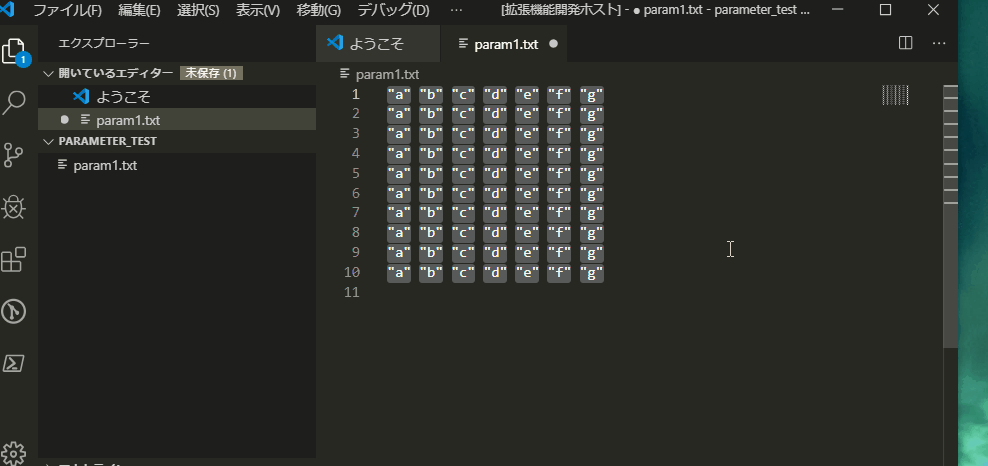 ファイル(F) 編集(E) 選択(S) 表示(V) 移動(G) デバッグ(D) ··· [拡張機能開発ホスト] - ● param1.txt - parameter_test ...
エクスプローラー
ようこそ
param1.txt ●
開いているエディター 未保存 (1)
ようこそ
● param1.txt
PARAMETER_TEST
param1.txt
1
param1.txt
1 "a" "b" "c" "d" "e" "f" "g"
2 "a" "b" "c" "d" "e" "f" "g"
3 "a" "b" "c" "d" "e" "f" "g"
4 "a" "b" "c" "d" "e" "f" "g"
5 "a" "b" "c" "d" "e" "f" "g"
6 "a" "b" "c" "d" "e" "f" "g"
7 "a" "b" "c" "d" "e" "f" "g"
8 "a" "b" "c" "d" "e" "f" "g"
9 "a" "b" "c" "d" "e" "f" "g"
10 "a" "b" "c" "d" "e" "f" "g"
11